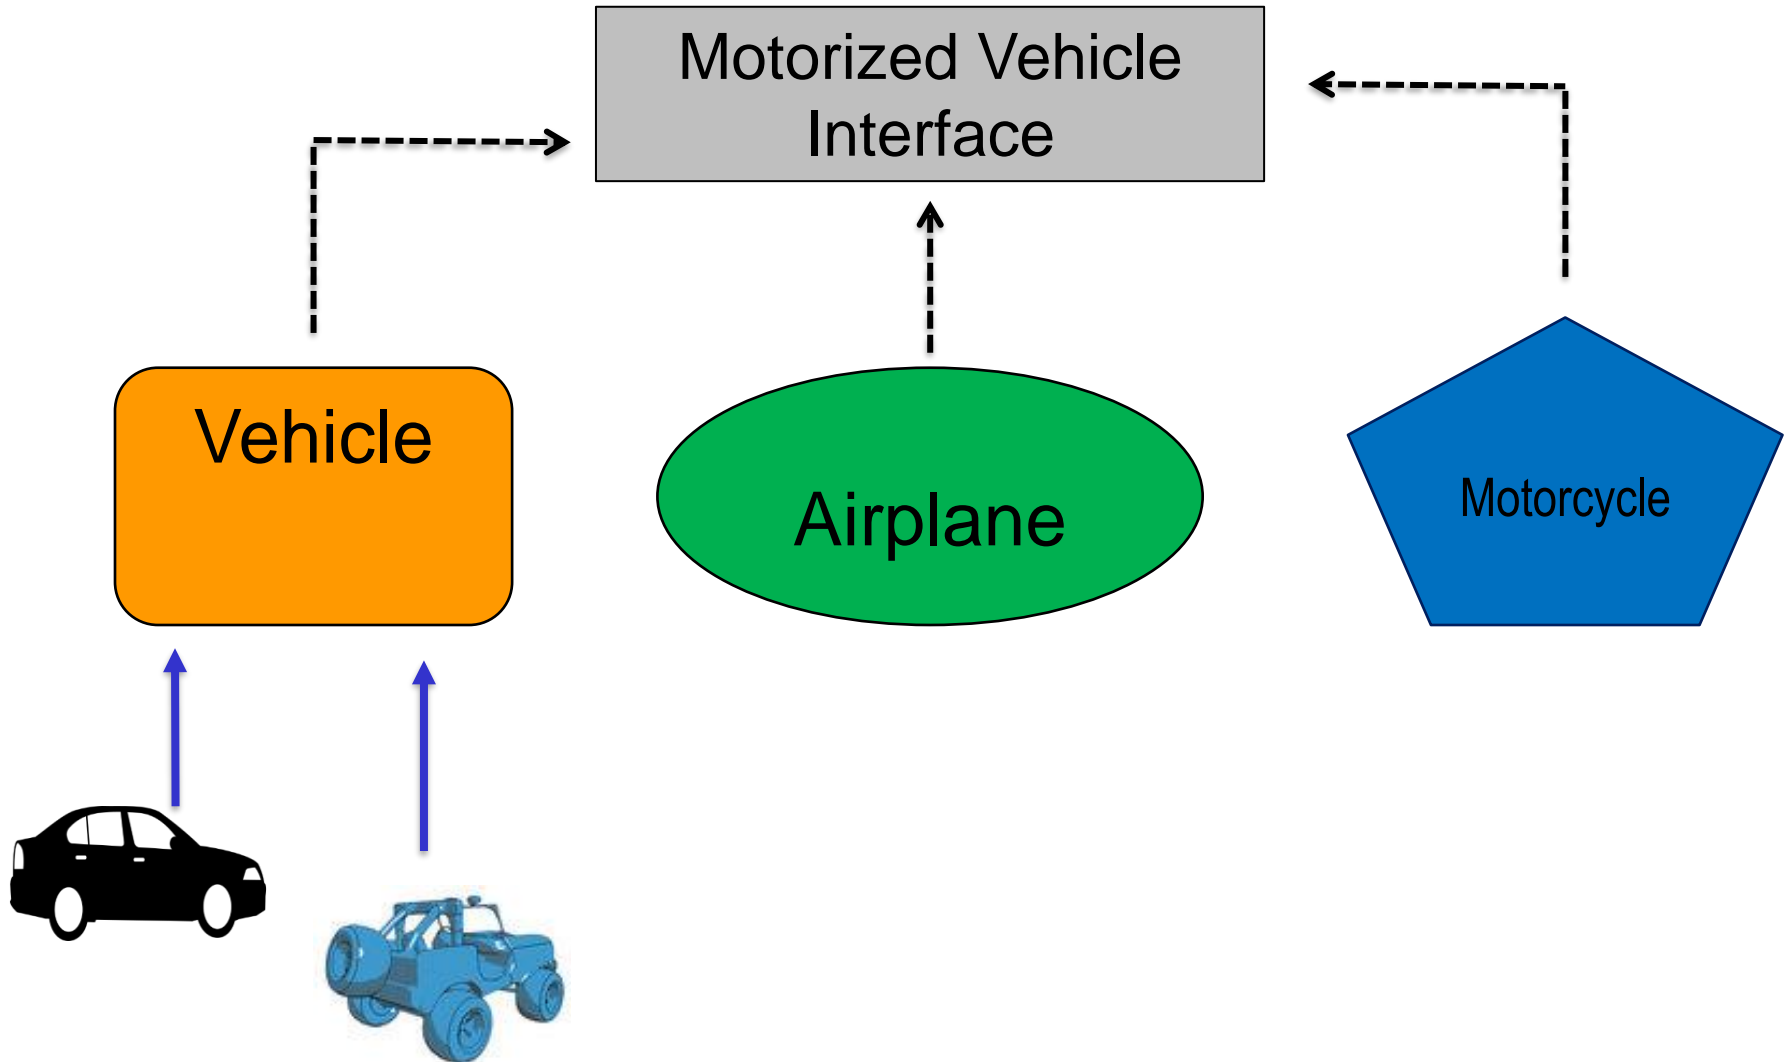 Motorized Vehicle
Interface
Vehicle
Airplane
Motorcycle